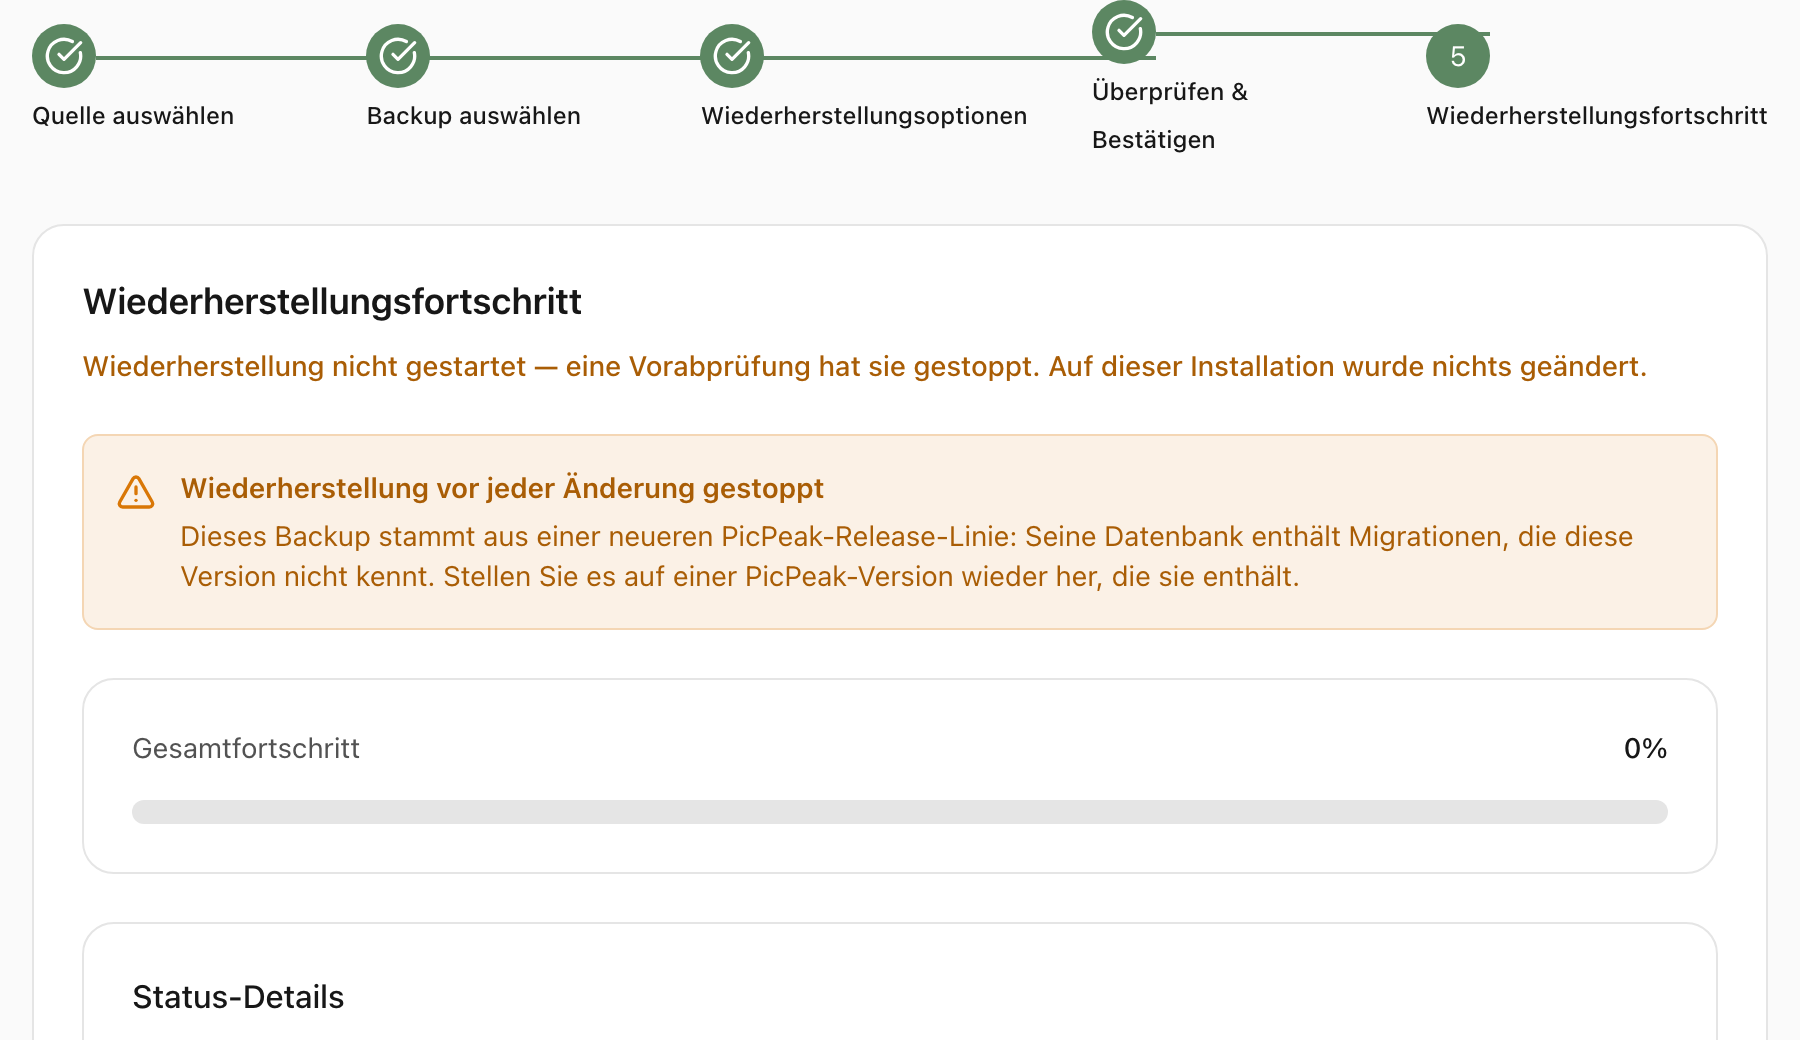 Quelle auswählen
Backup auswählen
Wiederherstellungsoptionen
Überprüfen &
Bestätigen
5
Wiederherstellungsfortschritt
Wiederherstellungsfortschritt
Wiederherstellung nicht gestartet — eine Vorabprüfung hat sie gestoppt. Auf dieser Installation wurde nichts geändert.
Wiederherstellung vor jeder Änderung gestoppt
Dieses Backup stammt aus einer neueren PicPeak-Release-Linie: Seine Datenbank enthält Migrationen, die diese
Version nicht kennt. Stellen Sie es auf einer PicPeak-Version wieder her, die sie enthält.
Gesamtfortschritt
0%
Status-Details